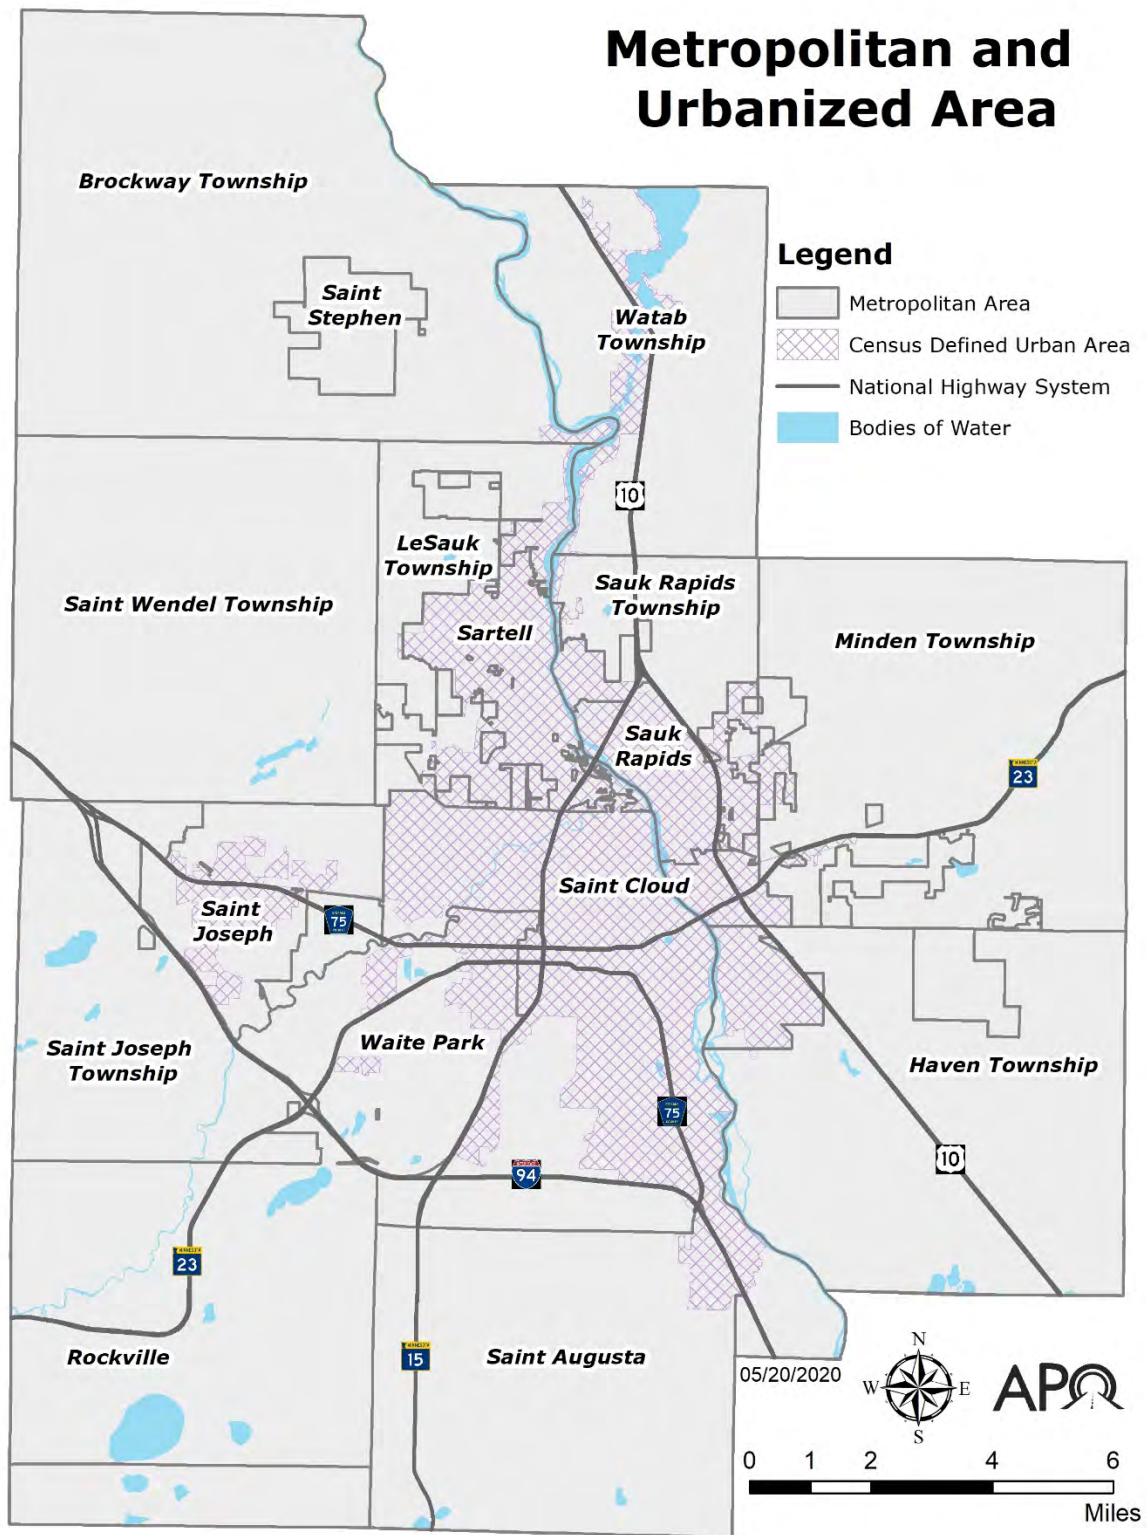 Metropolitan and
Urbanized Area
Brockway Township
Saint
Stephen
Watab
Township
Legend
Metropolitan Area
Census Defined Urban Area
National Highway System
Bodies of Water
10
LeSauk
Township
Sauk Rapids
Township
Saint Wendel Township
Sartell
Minden Township
Sauk
Rapids
23
Saint Cloud
Saint
Joseph
75
Waite Park
Saint Joseph
Township
Haven Township
75
10
94
23
Rockville
15
Saint Augusta
05/20/2020
N
W
E
S
APO
0
1
2
4
6
Miles